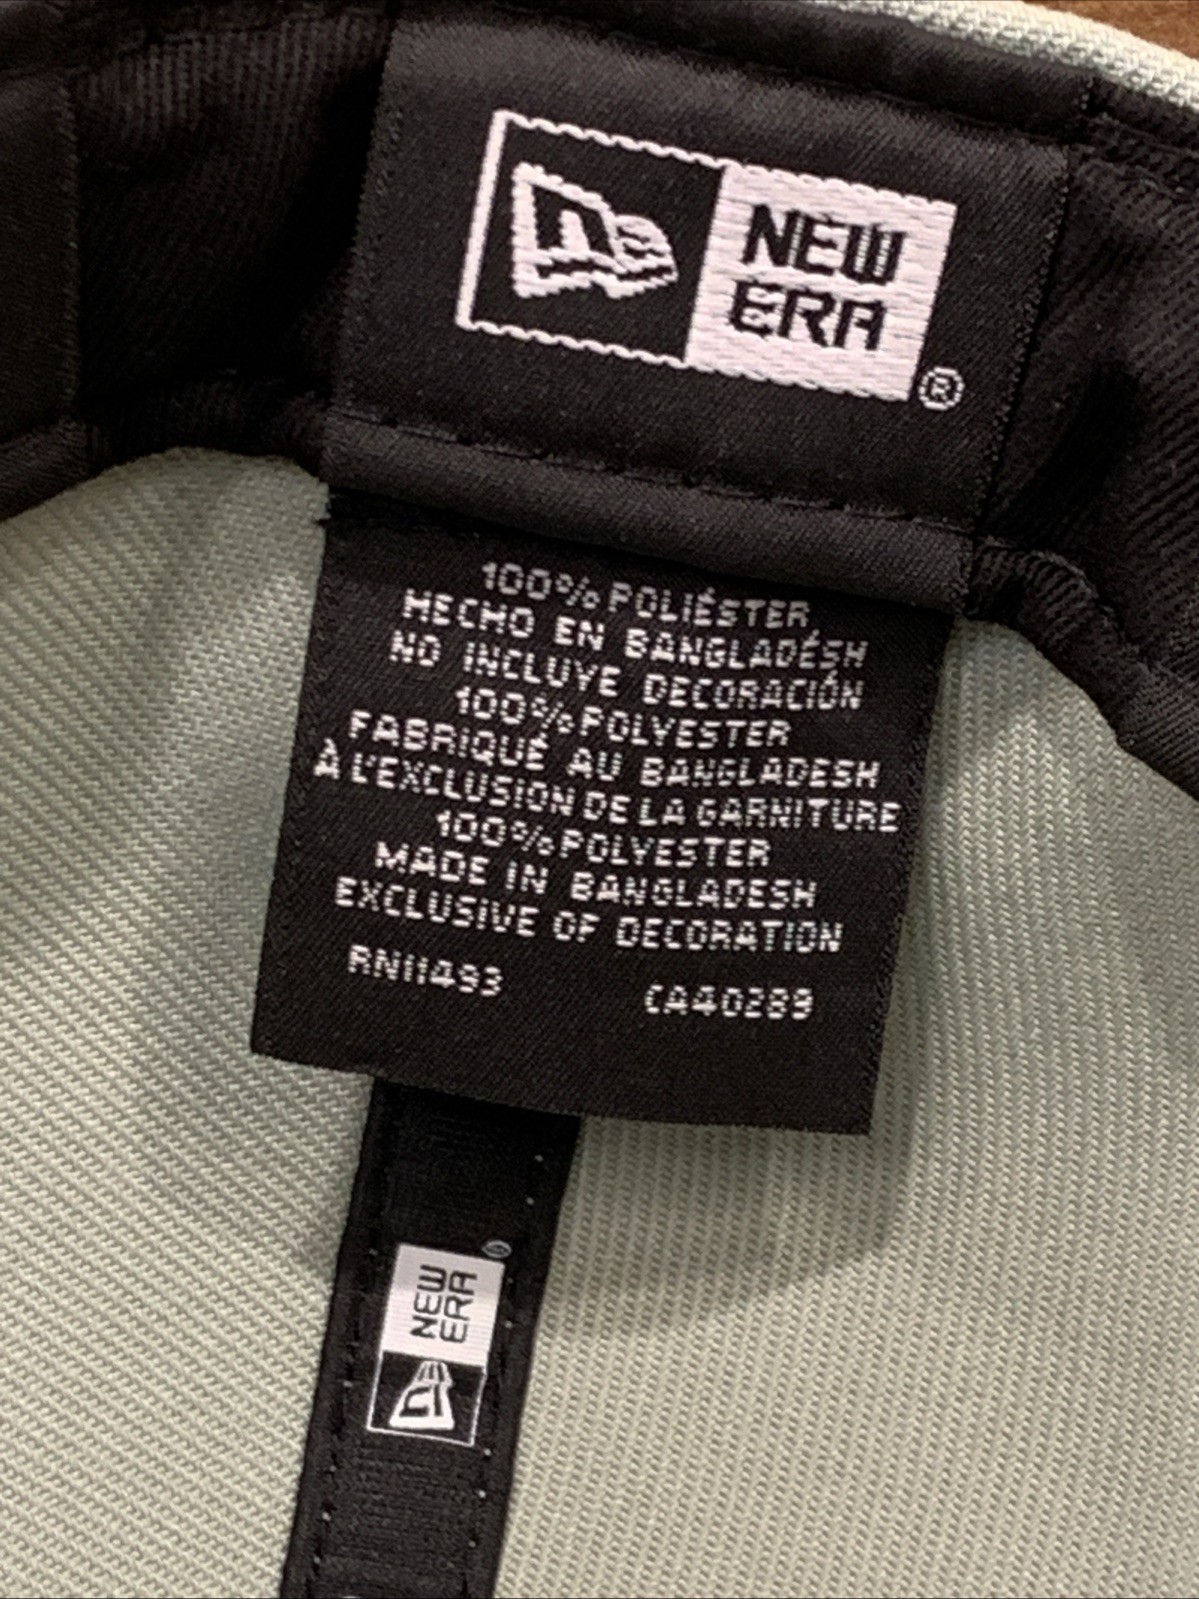 NEW
ERA
®
100% POLIÉSTER
HECHO EN BANGLADÉSH
NO INCLUYE DECORACIÓN
100% POLYESTER
FABRIQUÉ AU BANGLADESH
À L'EXCLUSION DE LA GARNITURE
100% POLYESTER
MADE IN BANGLADESH
EXCLUSIVE OF DECORATION
RN11493 CA40289
NEW
ERA
®